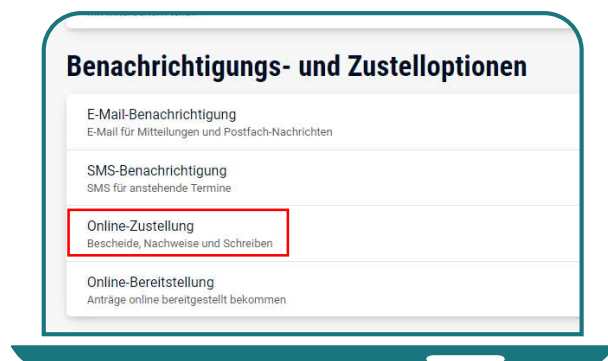 Benachrichtigungs- und Zustelloptionen
E-Mail-Benachrichtigung
E-Mail für Mitteilungen und Postfach-Nachrichten
SMS-Benachrichtigung
SMS für anstehende Termine
Online-Zustellung
Bescheide, Nachweise und Schreiben
Online-Bereitstellung
Anträge online bereitgestellt bekommen